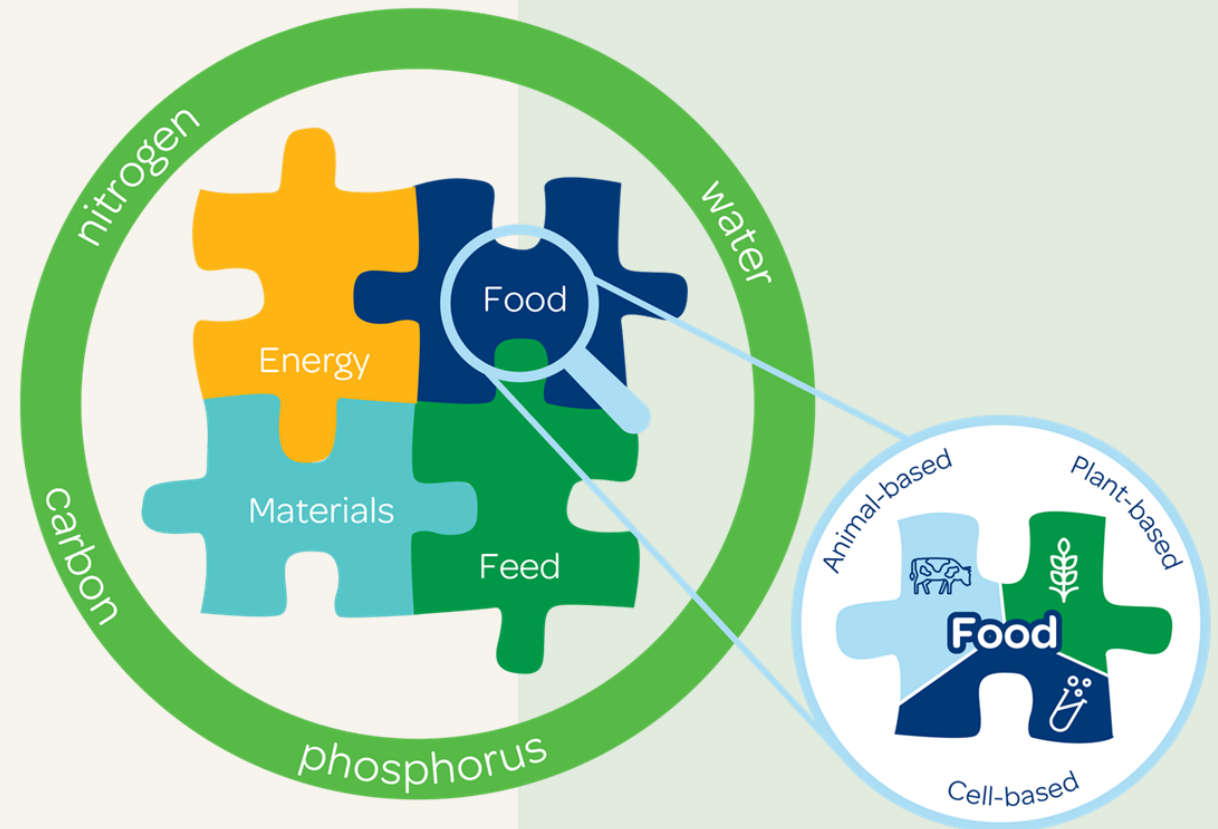 nitrogen
water
Food
Energy
Materials
Feed
carbon
phosphorus
Animal-based
Plant-based
Food
Cell-based